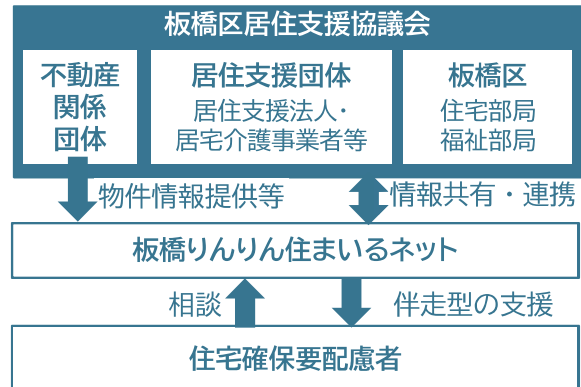 板橋区居住支援協議会
不動産
関係
団体
居住支援団体
居住支援法人・
居宅介護事業者等
板橋区
住宅部局
福祉部局
物件情報提供等
情報共有・連携
板橋りんりん住まいるネット
相談
伴走型の支援
住宅確保要配慮者